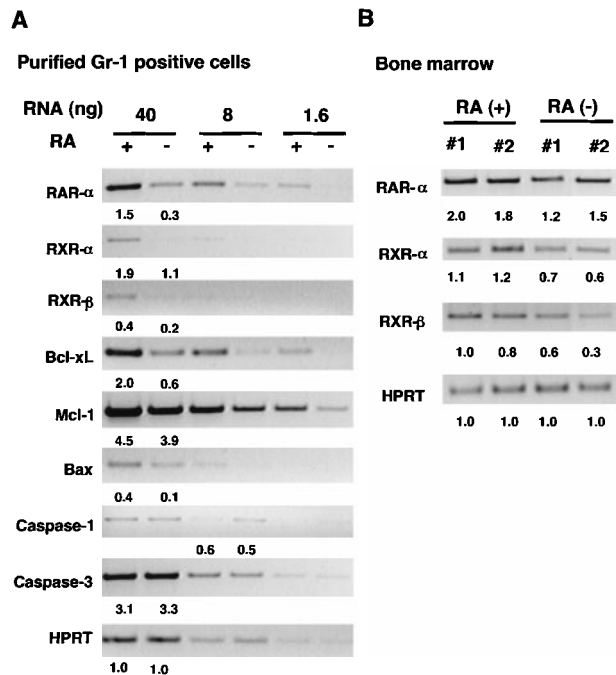 A
Purified Gr-1 positive cells
RNA (ng) 40 8 1.6
RA + - + - + -
RAR-α
1.5 0.3
RXR-α
1.9 1.1
RXR-β
0.4 0.2
Bcl-xL
2.0 0.6
Mcl-1
4.5 3.9
Bax
0.4 0.1
Caspase-1
0.6 0.5
Caspase-3
3.1 3.3
HPRT
1.0 1.0
B
Bone marrow
RA (+) RA (-)
#1 #2 #1 #2
RAR-α
2.0 1.8 1.2 1.5
RXR-α
1.1 1.2 0.7 0.6
RXR-β
1.0 0.8 0.6 0.3
HPRT
1.0 1.0 1.0 1.0